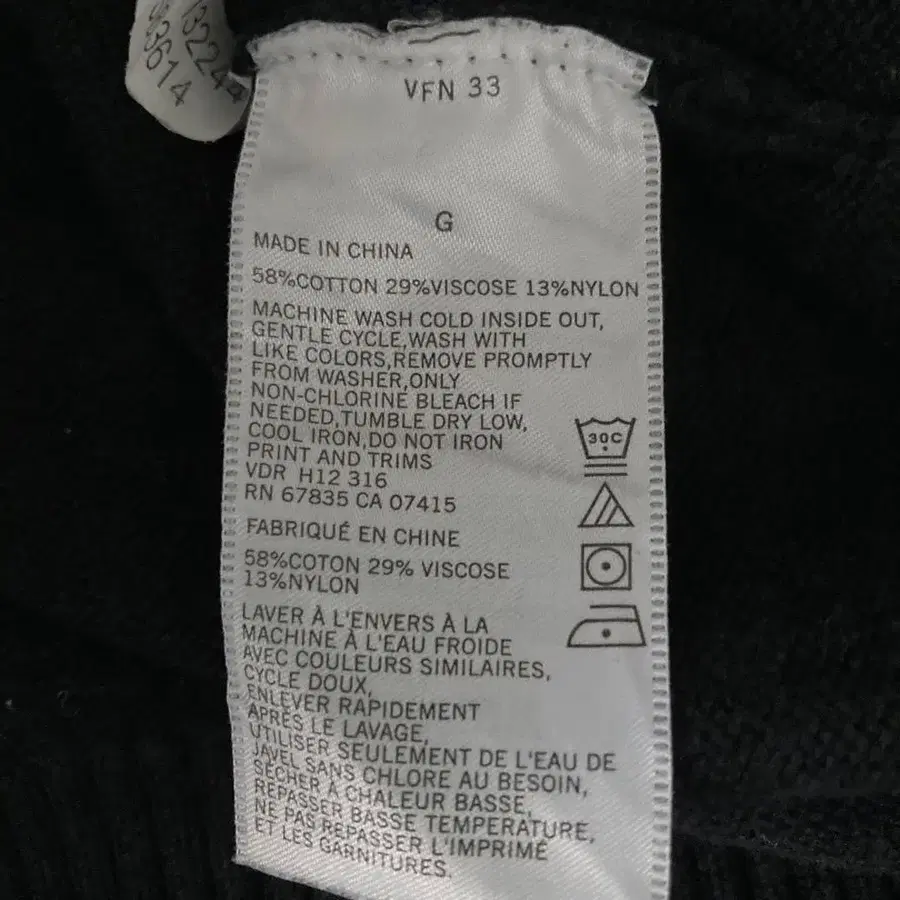 93614
VFN 33
G
MADE IN CHINA
58%COTTON 29%VISCOSE 13%NYLON
MACHINE WASH COLD INSIDE OUT,
GENTLE CYCLE,WASH WITH
LIKE COLORS,REMOVE PROMPTLY
FROM WASHER,ONLY
NON-CHLORINE BLEACH IF
NEEDED,TUMBLE DRY LOW,
COOL IRON,DO NOT IRON
PRINT AND TRIMS
VDR H12 316
RN 67835 CA 07415
30C
FABRIQUÉ EN CHINE
58%COTON 29% VISCOSE
13%NYLON
LAVER À L'ENVERS À LA
MACHINE À L'EAU FROIDE
AVEC COULEURS SIMILAIRES,
CYCLE DOUX,
ENLEVER RAPIDEMENT
APRÈS LE LAVAGE,
UTILISER SEULEMENT DE L'EAU DE
JAVEL SANS CHLORE AU BESOIN,
SÉCHER À CHALEUR BASSE,
REPASSER BASSE TEMPERATURE,
NE PAS REPASSER L'IMPRIMÉ
ET LES GARNITURES.